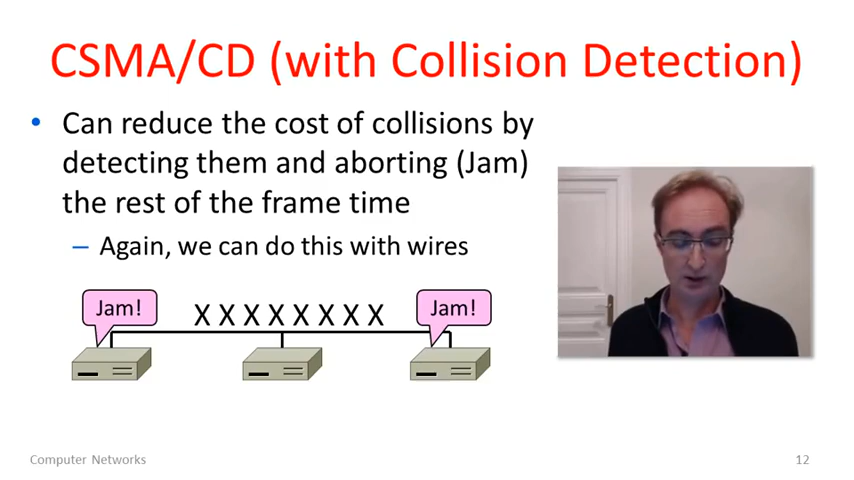 CSMA/CD (with Collision Detection)
• Can reduce the cost of collisions by
detecting them and aborting (Jam)
the rest of the frame time
– Again, we can do this with wires
Jam! X X X X X X X X Jam!
Computer Networks 12